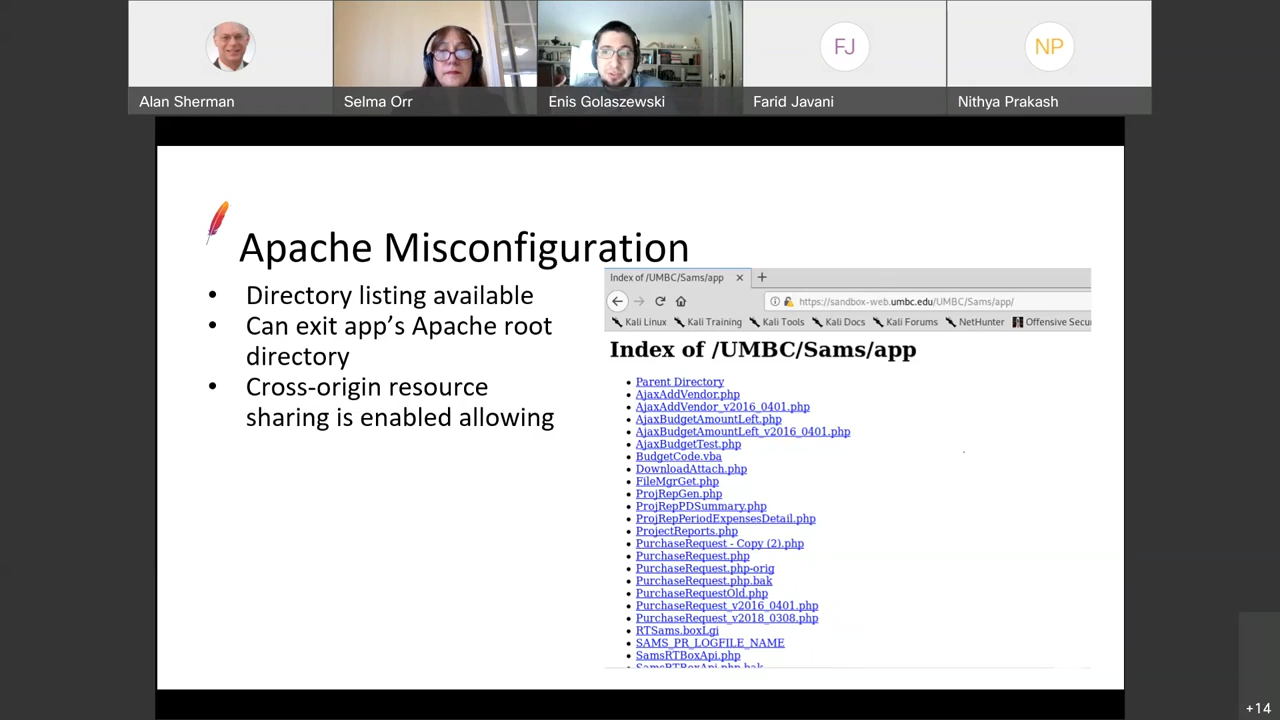 FJ
NP
Alan Sherman
Selma Orr
Enis Golaszewski
Farid Javani
Nithya Prakash
Apache Misconfiguration
• Directory listing available
• Can exit app’s Apache root
directory
• Cross-origin resource
sharing is enabled allowing
Index of /UMBC/Sams/app
https://sandbox-web.umbc.edu/UMBC/Sams/app/
Kali Linux Kali Training Kali Tools Kali Docs Kali Forums NetHunter Offensive Secu
Index of /UMBC/Sams/app
• Parent Directory
• AjaxAddVendor.php
• AjaxAddVendor_v2016_0401.php
• AjaxBudgetAmountLeft.php
• AjaxBudgetAmountLeft_v2016_0401.php
• AjaxBudgetTest.php
• BudgetCode.vba
• DownloadAttach.php
• FileMgrGet.php
• ProjRepGen.php
• ProjRepPDSummary.php
• ProjRepPeriodExpensesDetail.php
• ProjectReports.php
• PurchaseRequest - Copy (2).php
• PurchaseRequest.php
• PurchaseRequest.php-orig
• PurchaseRequest.php.bak
• PurchaseRequestOld.php
• PurchaseRequest_v2016_0401.php
• PurchaseRequest_v2018_0308.php
• RTSams.boxLgi
• SAMS_PR_LOGFILE_NAME
• SamsRTBoxApi.php
• SamsRTBoxApi.php.bak
+14